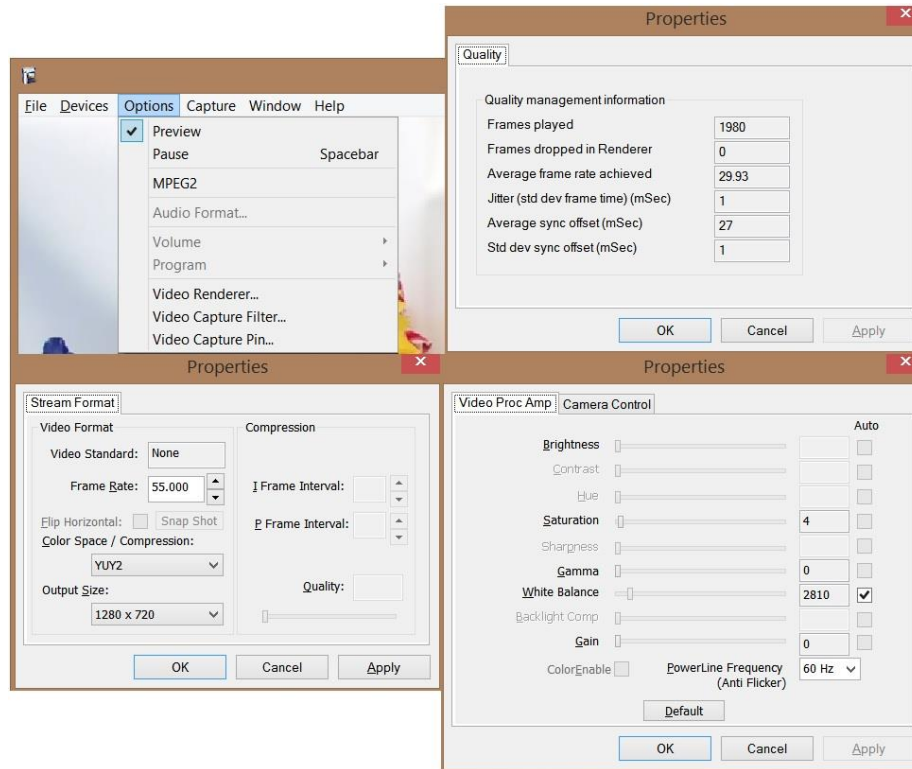 File Devices Options Capture Window Help
Preview
Pause Spacebar
MPEG2
Audio Format...
Volume
Program
Video Renderer...
Video Capture Filter...
Video Capture Pin...
Properties
Quality
Quality management information
Frames played 1980
Frames dropped in Renderer 0
Average frame rate achieved 29.93
Jitter (std dev frame time) (mSec) 1
Average sync offset (mSec) 27
Std dev sync offset (mSec) 1
OK Cancel Apply
Properties
Stream Format
Video Format
Video Standard: None
Frame Rate: 55.000
Flip Horizontal: Snap Shot
Color Space / Compression:
YUY2
Output Size:
1280 x 720
Compression
I Frame Interval:
P Frame Interval:
Quality:
OK Cancel Apply
Properties
Video Proc Amp Camera Control
Auto
Brightness
Contrast
Hue
Saturation 4
Sharpness
Gamma 0
White Balance 2810
Backlight Comp
Gain 0
ColorEnable PowerLine Frequency 60 Hz
(Anti Flicker)
Default
OK Cancel Apply